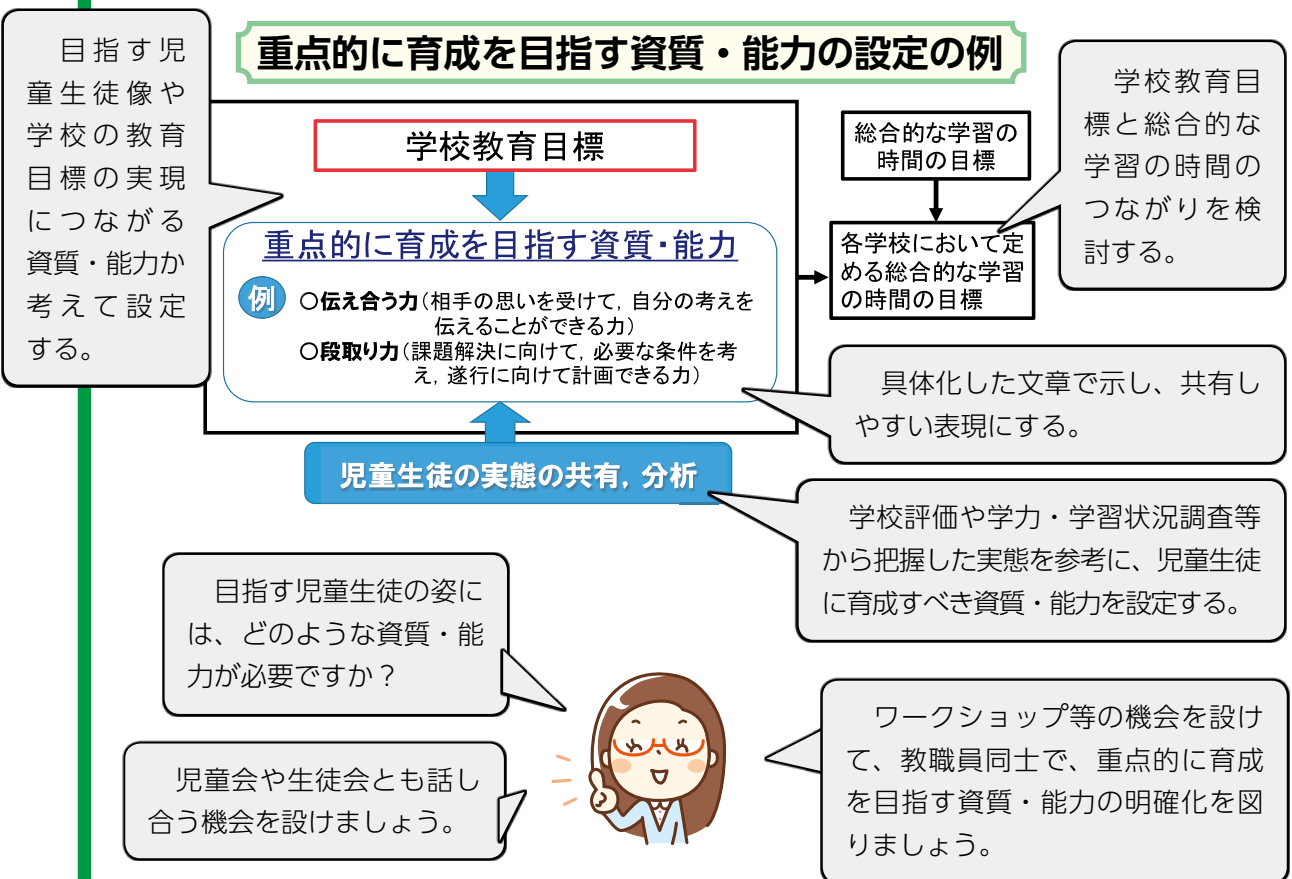 重点的に育成を目指す資質・能力の設定の例
目指す児
童生徒像や
学校の教育
目標の実現
につながる
資質・能力か
考えて設定
する。
学校教育目標
重点的に育成を目指す資質・能力
例
○伝え合う力(相手の思いを受けて,自分の考えを
伝えることができる力)
○段取り力(課題解決に向けて,必要な条件を考
え,遂行に向けて計画できる力)
児童生徒の実態の共有,分析
総合的な学習の
時間の目標
各学校において定
める総合的な学習
の時間の目標
学校教育目
標と総合的な
学習の時間の
つながりを検
討する。
具体化した文章で示し、共有し
やすい表現にする。
学校評価や学力・学習状況調査等
から把握した実態を参考に、児童生徒
に育成すべき資質・能力を設定する。
目指す児童生徒の姿に
は、どのような資質・能
力が必要ですか?
児童会や生徒会とも話し
合う機会を設けましょう。
ワークショップ等の機会を設け
て、教職員同士で、重点的に育成
を目指す資質・能力の明確化を図
りましょう。